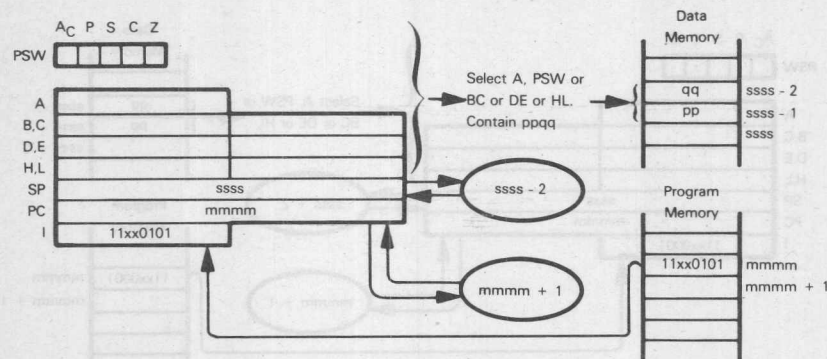 A_C P S C Z
PSW
A
B,C
D,E
H,L
SP ssss
PC mmmm
I 11xx0101
Select A, PSW or
BC or DE or HL.
Contain ppqq
ssss - 2
mmmm + 1
Data
Memory
qq ssss - 2
pp ssss - 1
ssss
Program
Memory
11xx0101 mmmm
mmmm + 1